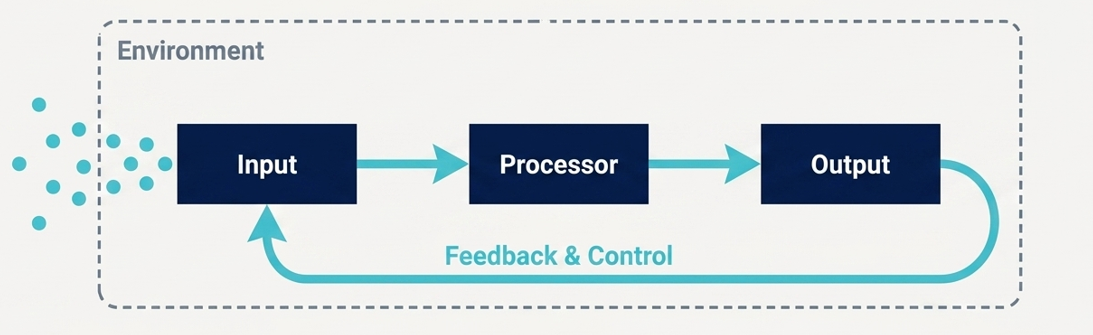 Environment
Input
Processor
Output
Feedback & Control